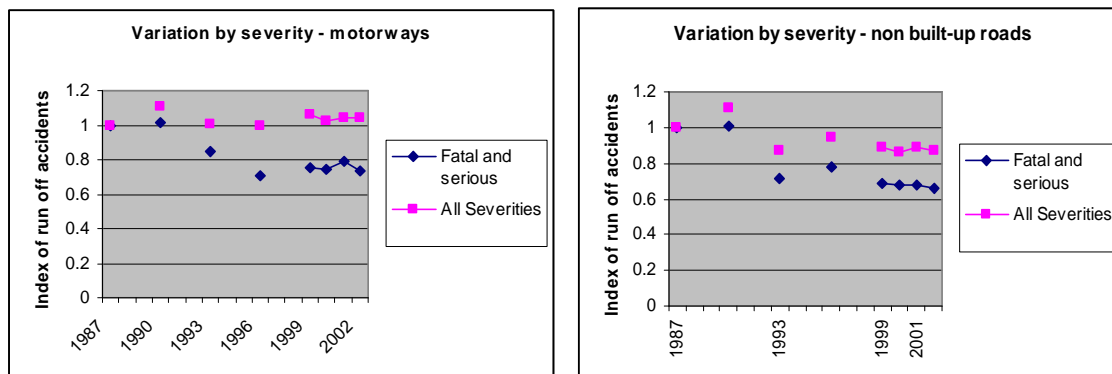 Variation by severity - motorways
Index of run off accidents
1.2
1
0.8
0.6
0.4
0.2
0
1987
1990
1993
1996
1999
2002
Fatal and
serious
All Severities
Variation by severity - non built-up roads
Index of run off accidents
1.2
1
0.8
0.6
0.4
0.2
0
1987
1993
1999
2001
Fatal and
serious
All Severities